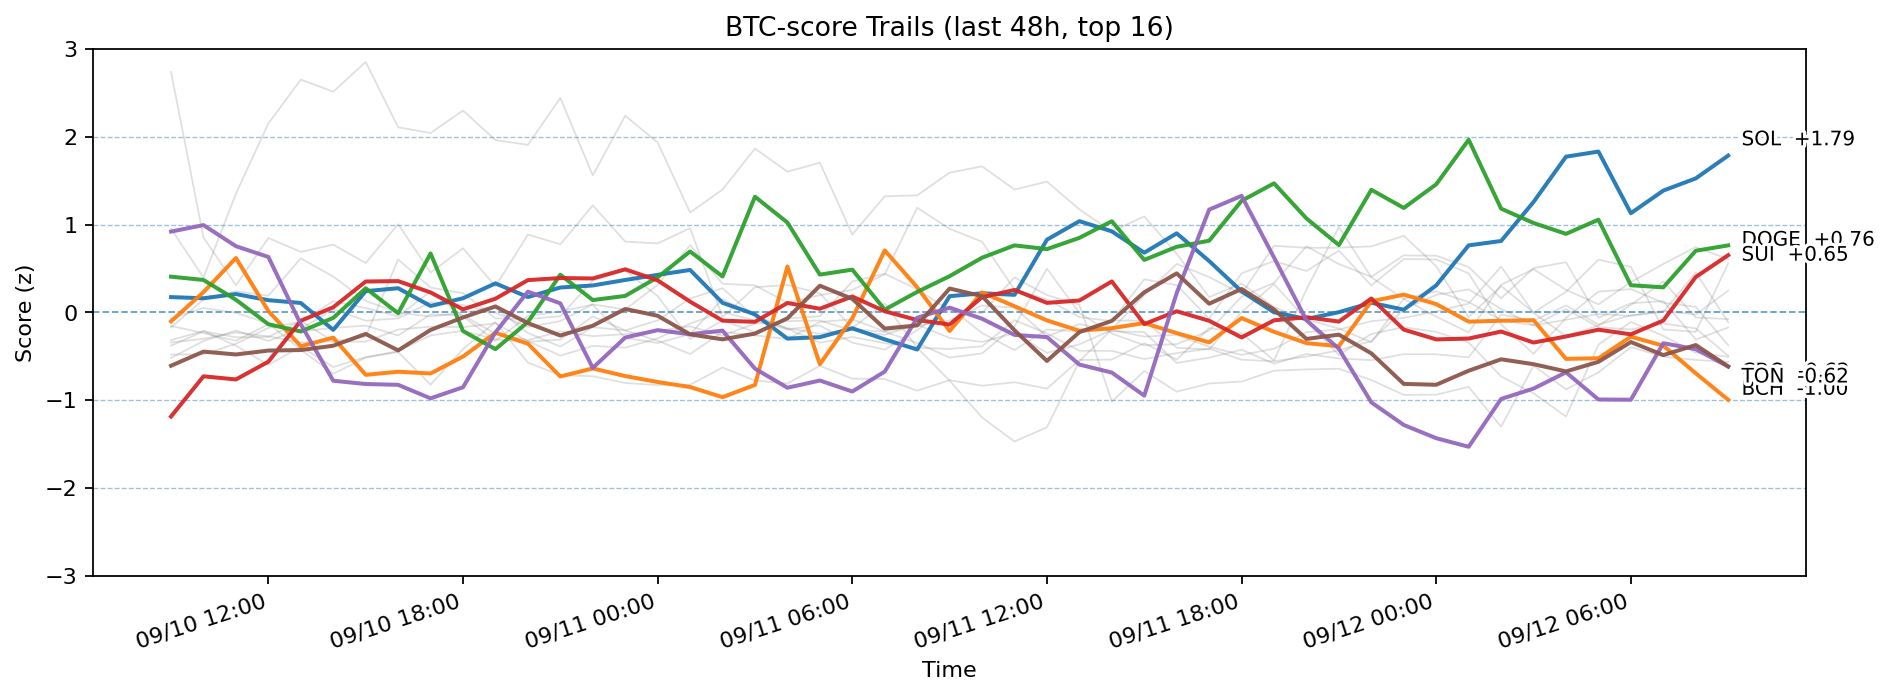 BTC-score Trails (last 48h, top 16)
Score (z)
3
2
1
0
−1
−2
−3
SOL +1.79
DOGE +0.76
SUI +0.65
TON -0.62
BCH -1.00
09/10 12:00
09/10 18:00
09/11 00:00
09/11 06:00
09/11 12:00
09/11 18:00
09/12 00:00
09/12 06:00
Time